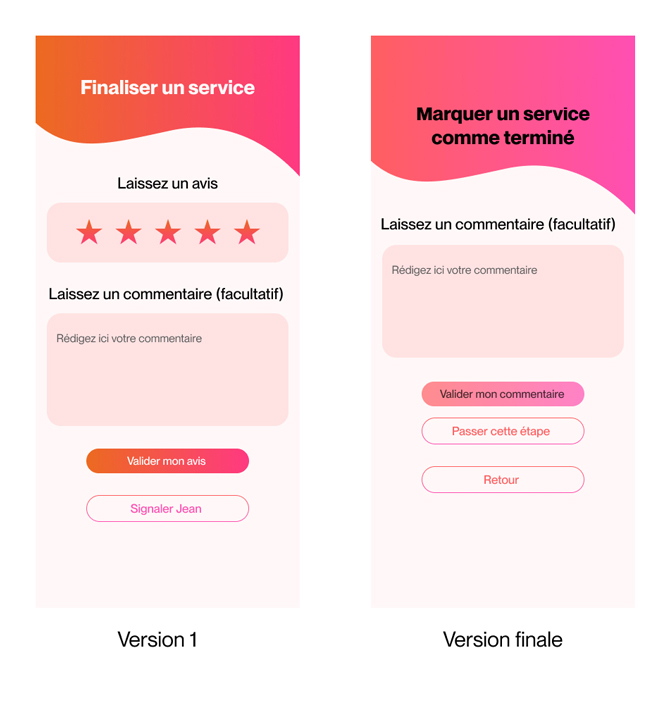 Finaliser un service
Laissez un avis
Laissez un commentaire (facultatif)
Rédigez ici votre commentaire
Valider mon avis
Signaler Jean
Version 1
Marquer un service
comme terminé
Laissez un commentaire (facultatif)
Rédigez ici votre commentaire
Valider mon commentaire
Passer cette étape
Retour
Version finale